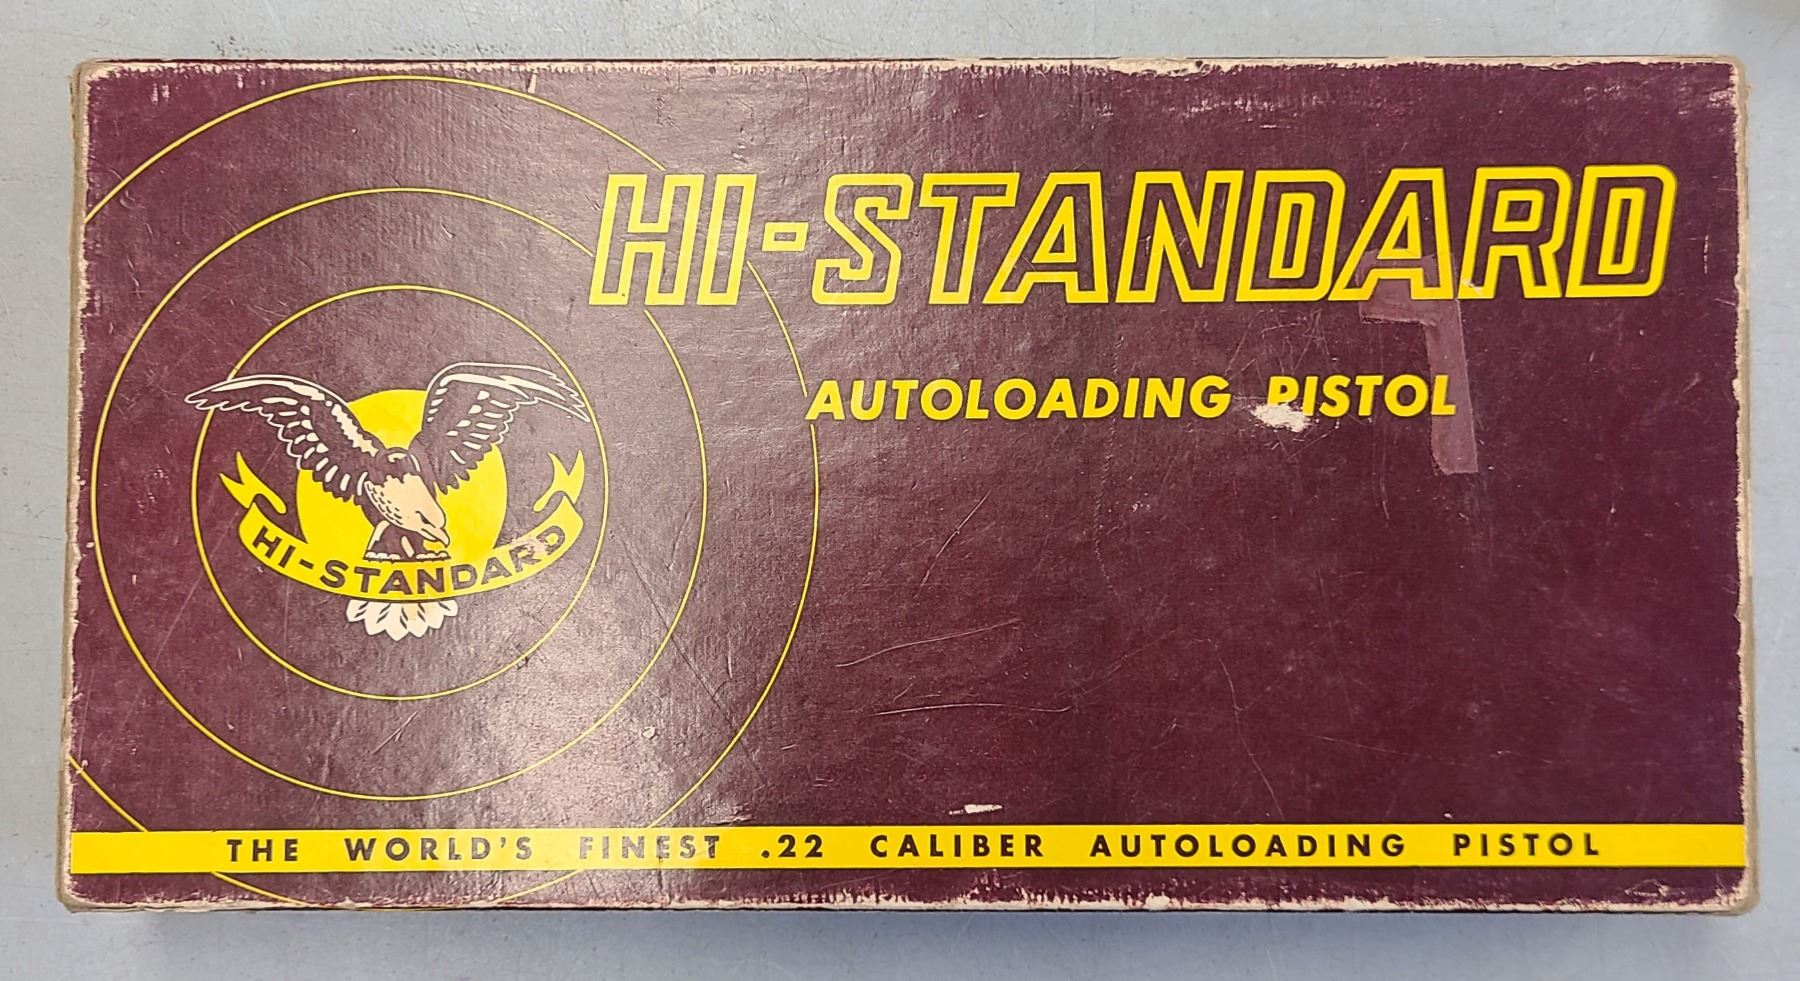 HI-STANDARD
AUTOLOADING PISTOL
HI-STANDARD
THE WORLD'S FINEST .22 CALIBER AUTOLOADING PISTOL